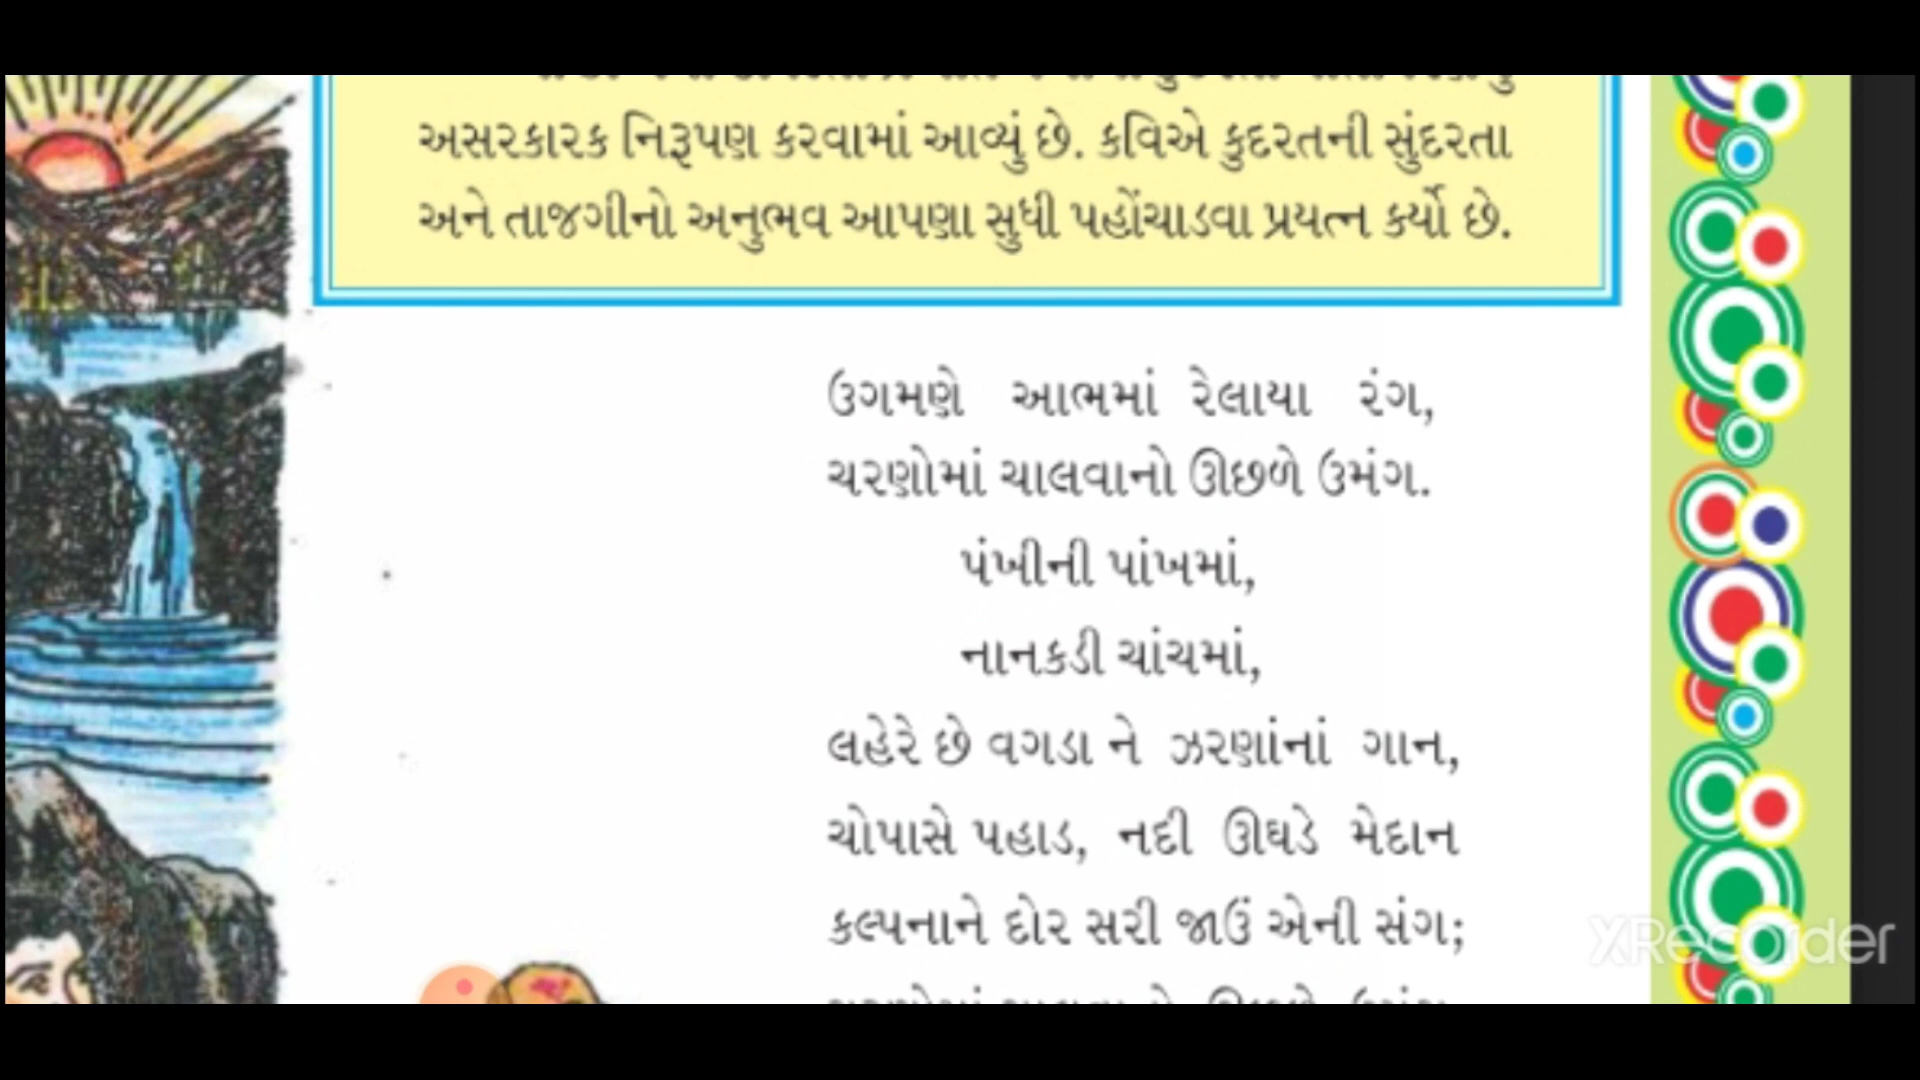 અસરકારક નિરૂપણ કરવામાં આવ્યું છે. કવિએ કુદરતની સુંદરતા
અને તાજગીનો અનુભવ આપણા સુધી પહોંચાડવા પ્રયત્ન કર્યો છે.
ઉગમણે આભમાં રેલાયા રંગ,
ચરણોમાં ચાલવાનો ઊછળે ઉમંગ.
પંખીની પાંખમાં,
નાનકડી ચાંચમાં,
લહેરે છે વગડા ને ઝરણાંનાં ગાન,
ચોપાસે પહાડ, નદી ઊઘડે મેદાન
કલ્પનાને દોર સરી જાઉં એની સંગ;
XRecorder